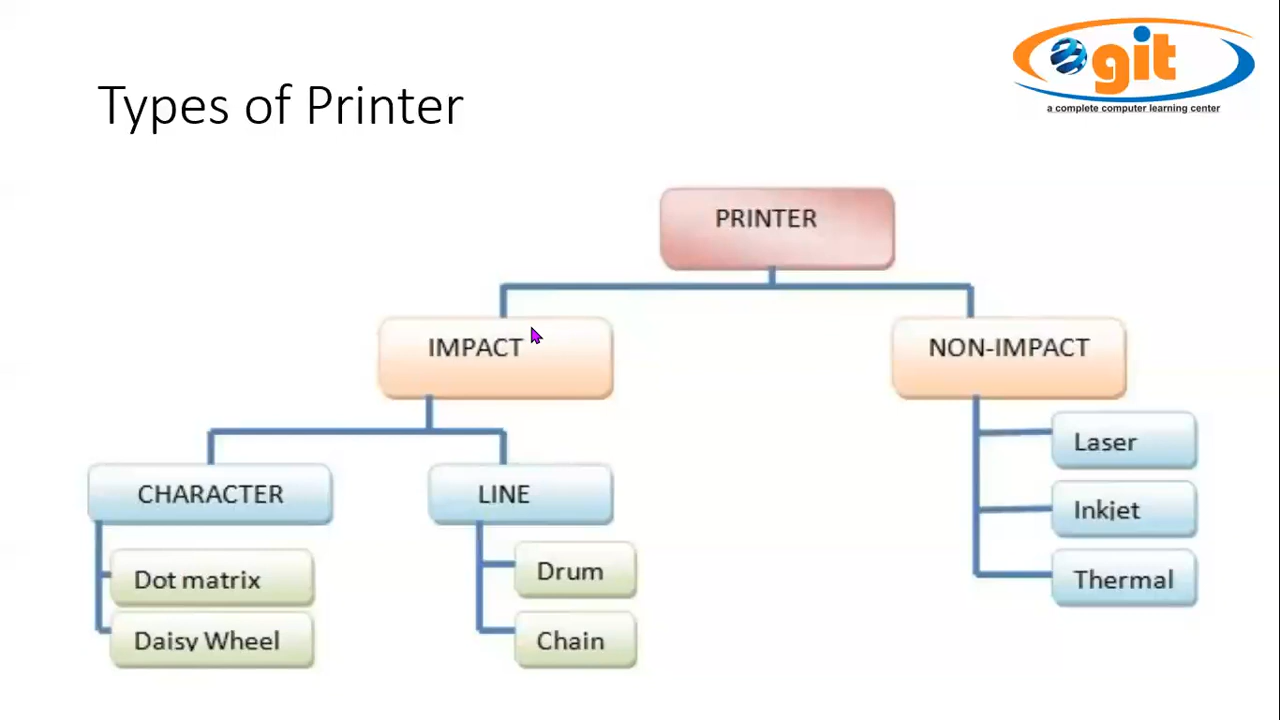 egit
a complete computer learning center
Types of Printer
PRINTER
IMPACT
NON-IMPACT
CHARACTER
LINE
Laser
Inkjet
Thermal
Dot matrix
Daisy Wheel
Drum
Chain